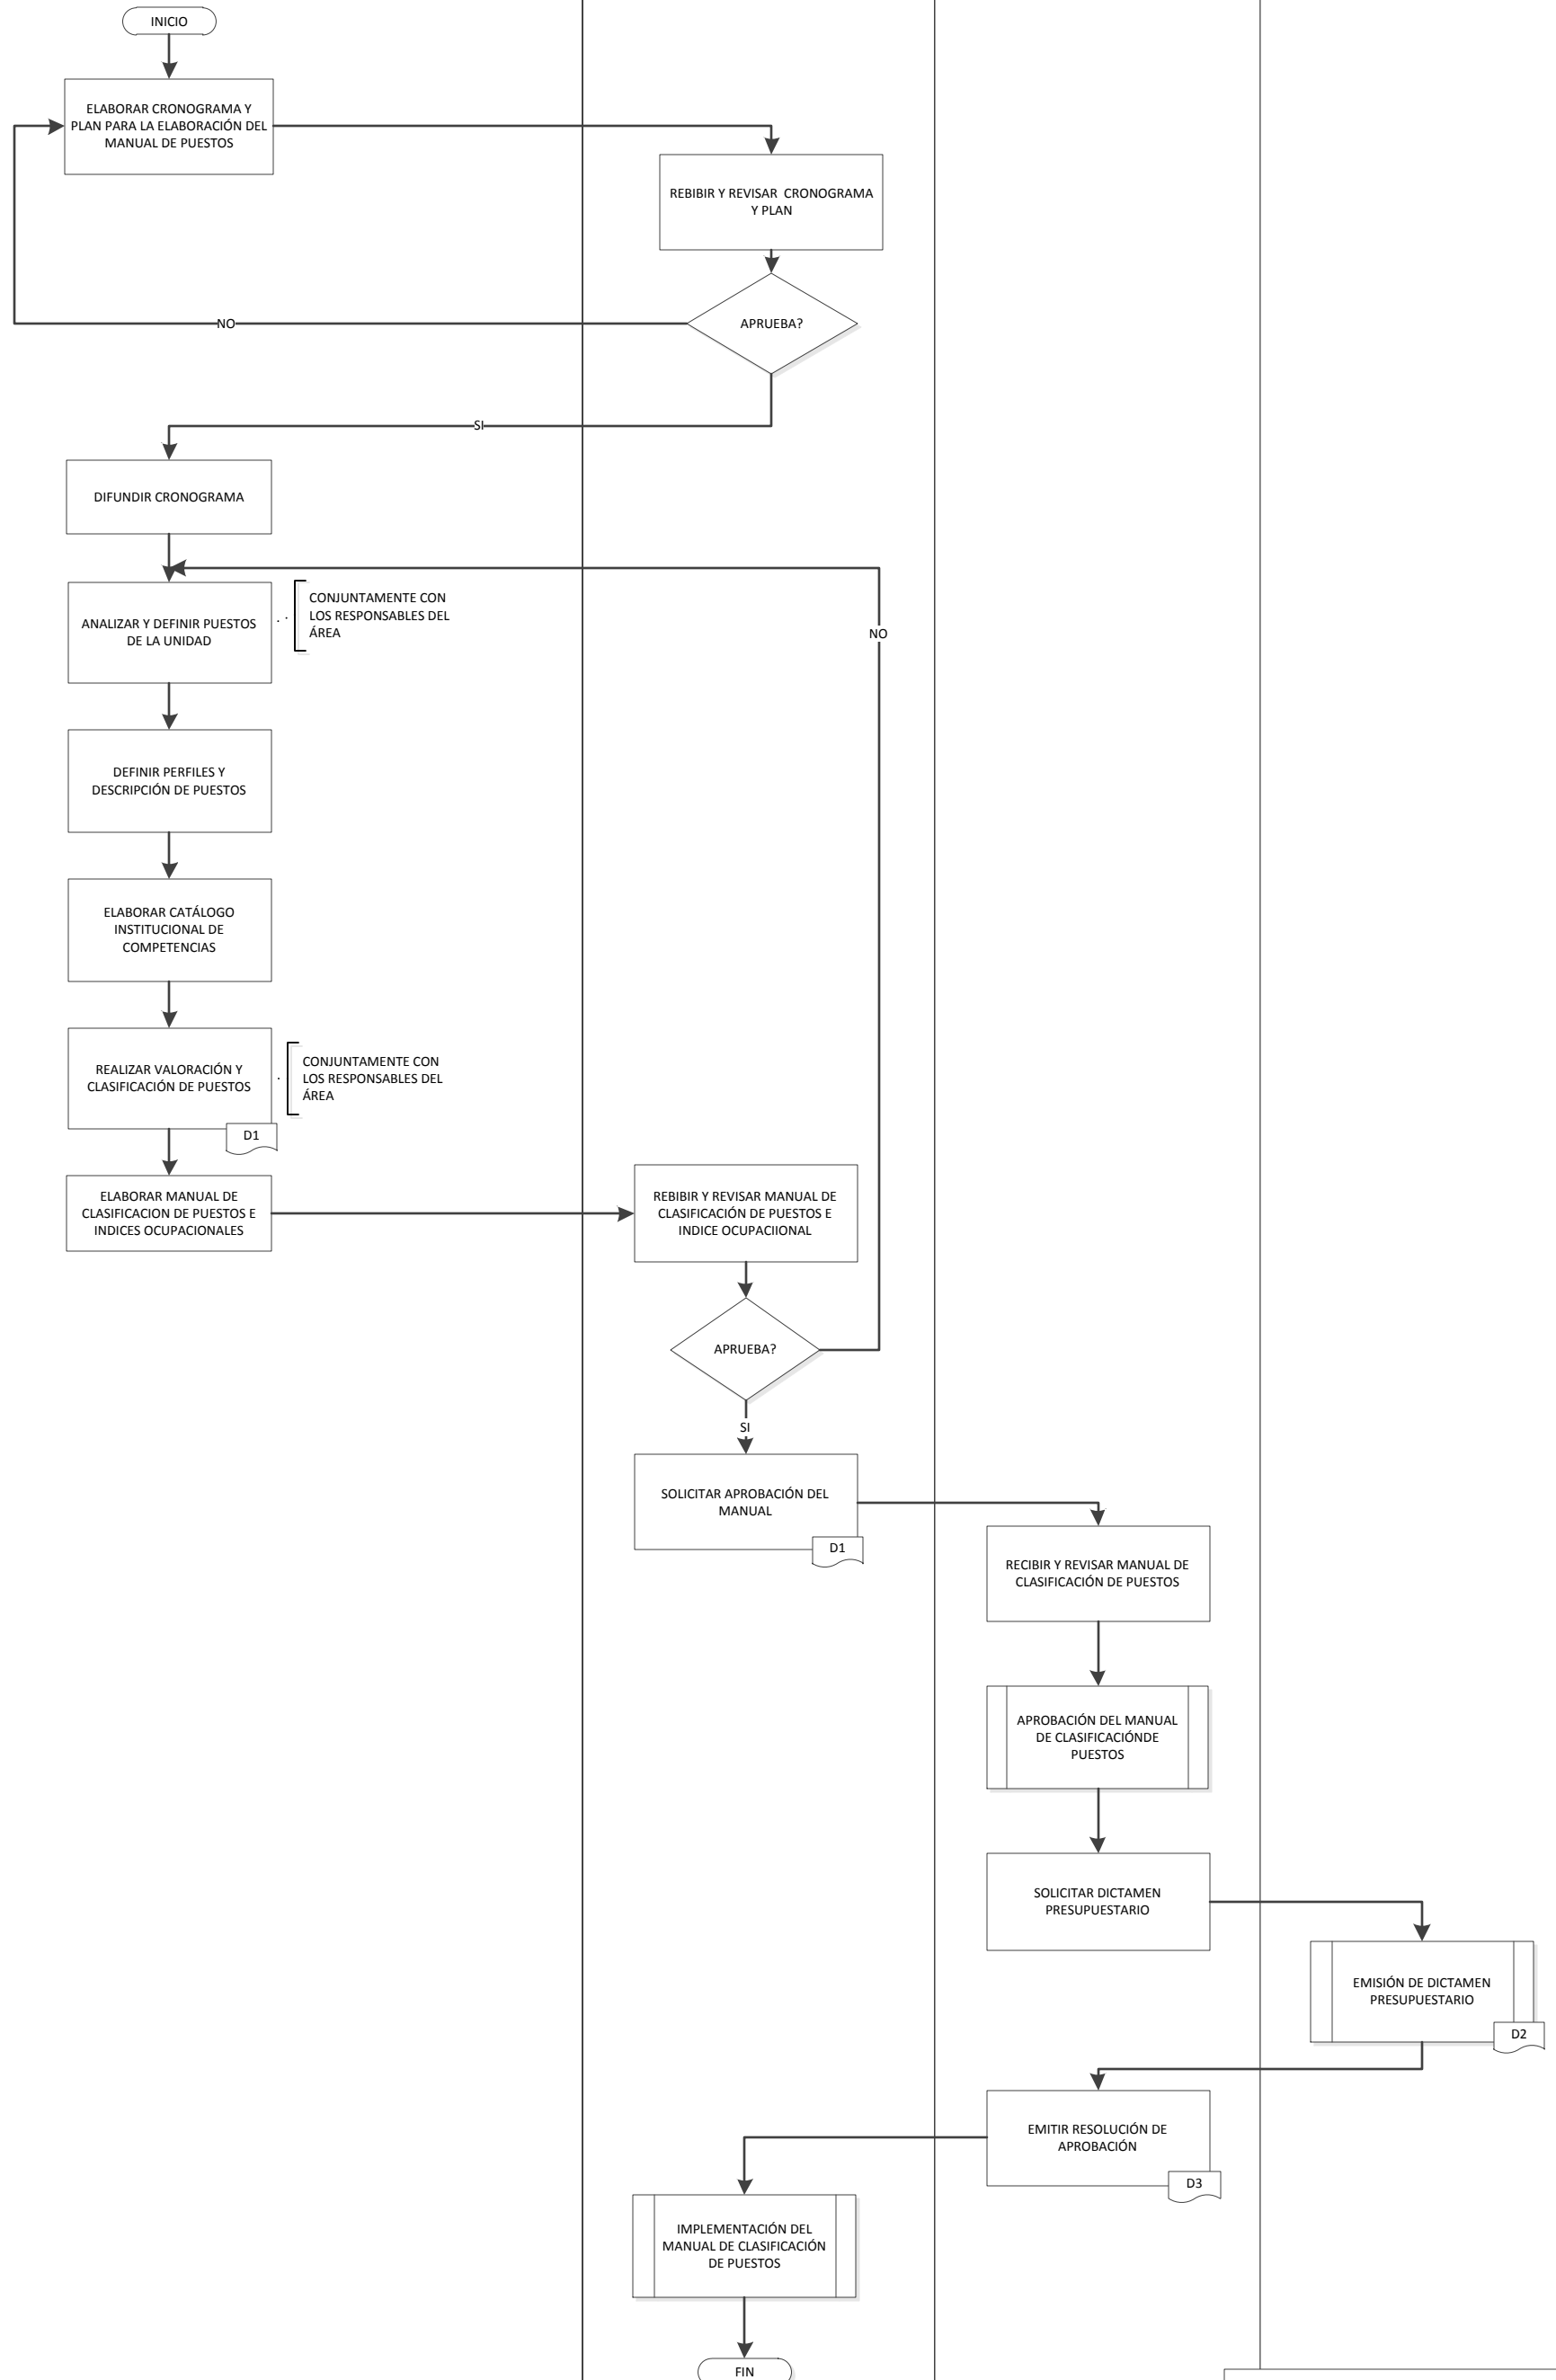 INICIO
ELABORAR CRONOGRAMA Y
PLAN PARA LA ELABORACIÓN DEL
MANUAL DE PUESTOS
REBIBIR Y REVISAR CRONOGRAMA
Y PLAN
APRUEBA?
NO
SI
DIFUNDIR CRONOGRAMA
ANALIZAR Y DEFINIR PUESTOS
DE LA UNIDAD
CONJUNTAMENTE CON
LOS RESPONSABLES DEL
ÁREA
NO
DEFINIR PERFILES Y
DESCRIPCIÓN DE PUESTOS
ELABORAR CATÁLOGO
INSTITUCIONAL DE
COMPETENCIAS
REALIZAR VALORACIÓN Y
CLASIFICACIÓN DE PUESTOS
CONJUNTAMENTE CON
LOS RESPONSABLES DEL
ÁREA
D1
ELABORAR MANUAL DE
CLASIFICACION DE PUESTOS E
INDICES OCUPACIONALES
REBIBIR Y REVISAR MANUAL DE
CLASIFICACIÓN DE PUESTOS E
INDICE OCUPACIIONAL
APRUEBA?
SI
SOLICITAR APROBACIÓN DEL
MANUAL
D1
RECIBIR Y REVISAR MANUAL DE
CLASIFICACIÓN DE PUESTOS
APROBACIÓN DEL MANUAL
DE CLASIFICACIÓNDE
PUESTOS
SOLICITAR DICTAMEN
PRESUPUESTARIO
EMISIÓN DE DICTAMEN
PRESUPUESTARIO
D2
EMITIR RESOLUCIÓN DE
APROBACIÓN
D3
IMPLEMENTACIÓN DEL
MANUAL DE CLASIFICACIÓN
DE PUESTOS
FIN